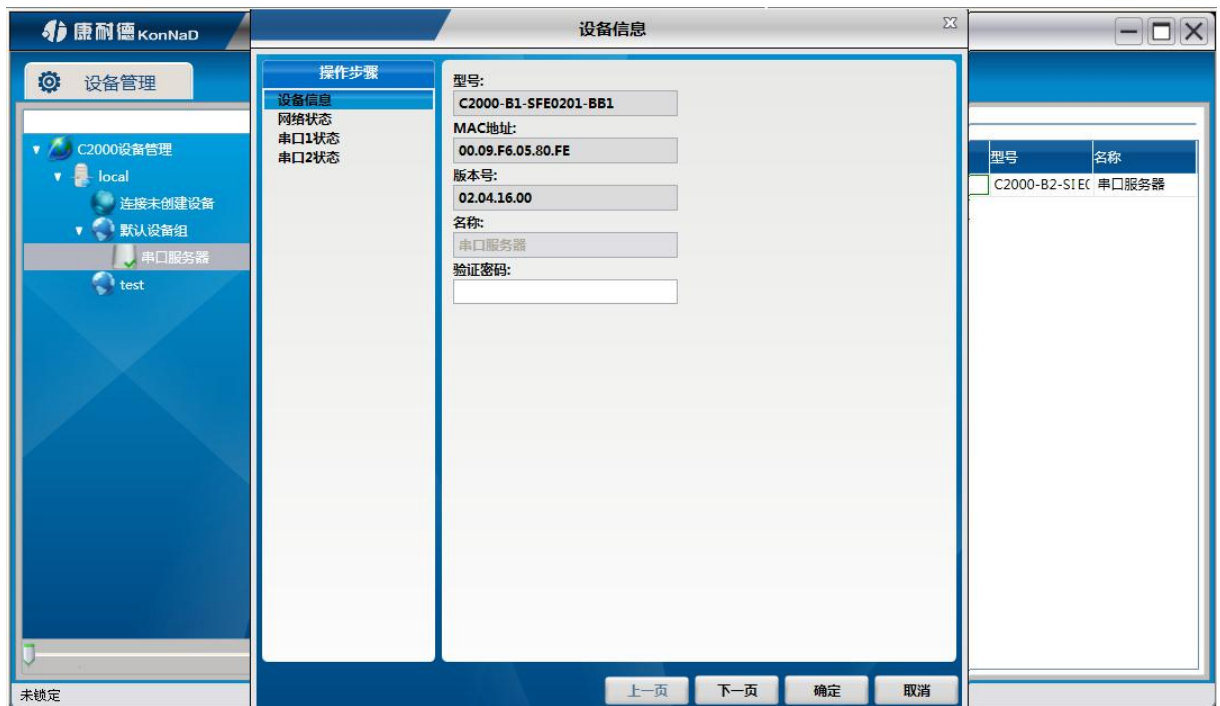 康耐德KonNaD
设备信息
设备管理
C2000设备管理
local
连接未创建设备
默认设备组
串口服务器
test
未锁定
操作步骤
设备信息
网络状态
串口1状态
串口2状态
型号:
C2000-B1-SFE0201-BB1
MAC地址:
00.09.F6.05.80.FE
版本号:
02.04.16.00
名称:
串口服务器
验证密码:
上一页 下一页 确定 取消
型号 名称
C2000-B2-SIE( 串口服务器